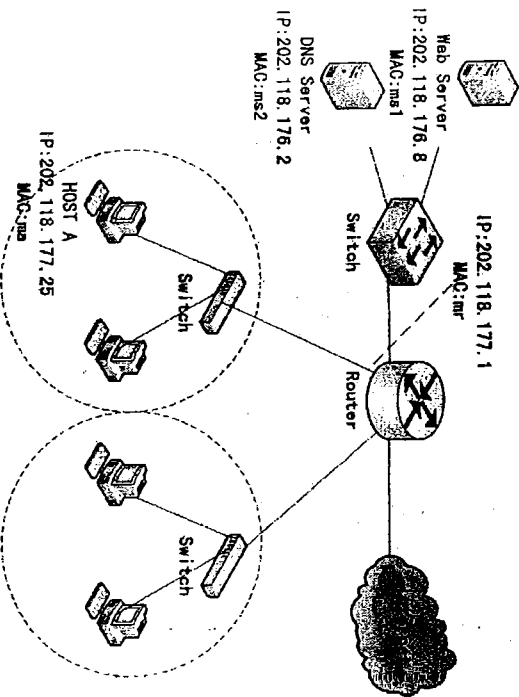 Web Server
IP:202.118.176.8
MAC:ms1
DNS Server
IP:202.118.176.2
MAC:ms2
Switch
IP:202.118.177.1
MAC:mr
Router
Switch
HOST A
IP:202.118.177.25
MAC:ma
Switch